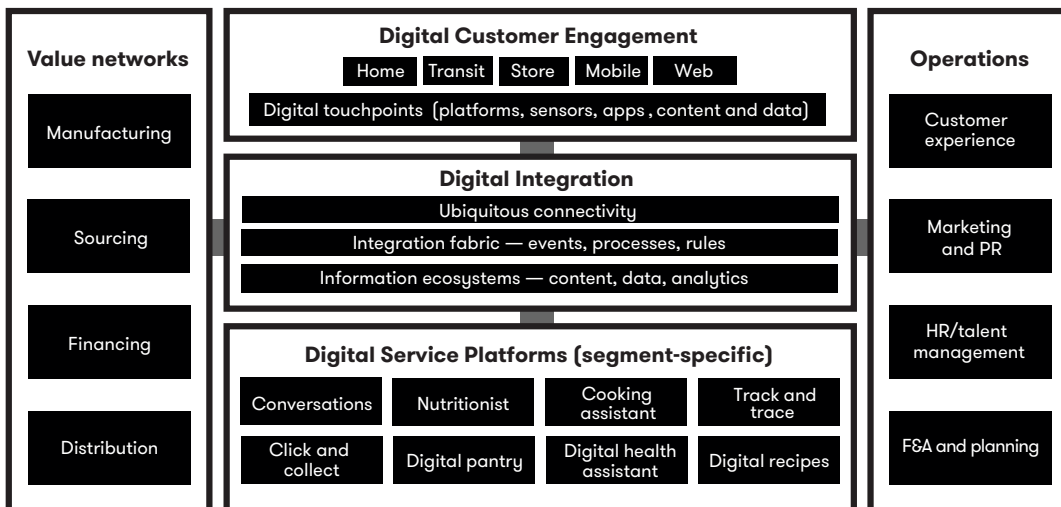 Value networks
Manufacturing
Sourcing
Financing
Distribution
Digital Customer Engagement
Home
Transit
Store
Mobile
Web
Digital touchpoints (platforms, sensors, apps, content and data)
Digital Integration
Ubiquitous connectivity
Integration fabric — events, processes, rules
Information ecosystems — content, data, analytics
Digital Service Platforms (segment-specific)
Conversations
Nutritionist
Cooking
assistant
Track and
trace
Click and
collect
Digital pantry
Digital health
assistant
Digital recipes
Operations
Customer
experience
Marketing
and PR
HR/talent
management
F&A and planning